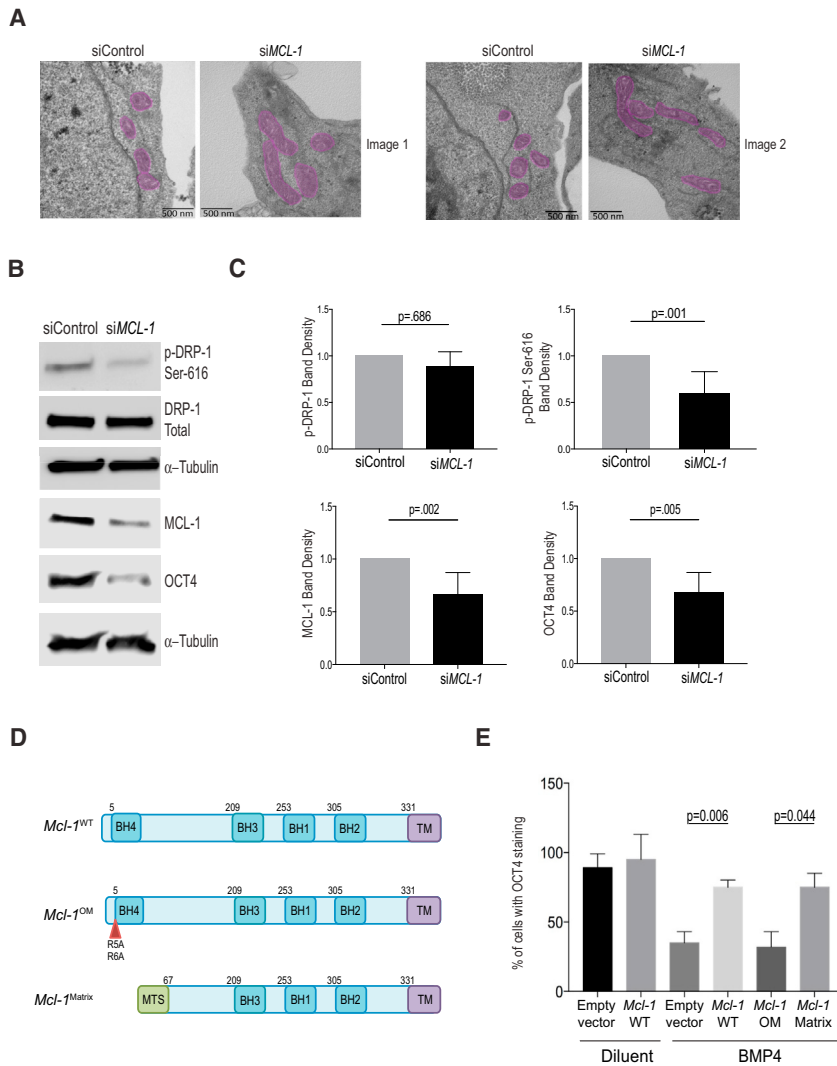 A
siControl
siMCL-1
siControl
siMCL-1
Image 1
Image 2
500 nm
500 nm
500 nm
500 nm
B
siControl siMCL-1
p-DRP-1
Ser-616
DRP-1
Total
α–Tubulin
MCL-1
OCT4
α–Tubulin
C
p-DRP-1 Band Density
1.5
1.0
0.5
0.0
p=.686
siControl
siMCL-1
p-DRP-1 Ser-616
Band Density
1.5
1.0
0.5
0.0
p=.001
siControl
siMCL-1
MCL-1 Band Density
1.5
1.0
0.5
0.0
p=.002
siControl
siMCL-1
OCT4 Band Density
1.5
1.0
0.5
0.0
p=.005
siControl
siMCL-1
D
Mcl-1WT
5 209 253 305 331
BH4 BH3 BH1 BH2 TM
Mcl-1OM
5 209 253 305 331
BH4 BH3 BH1 BH2 TM
R5A
R6A
Mcl-1Matrix
67 209 253 305 331
MTS BH3 BH1 BH2 TM
E
% of cells with OCT4 staining
150
100
50
0
p=0.006
p=0.044
Empty vector
Mcl-1 WT
Empty vector
Mcl-1 WT
Mcl-1 OM
Mcl-1 Matrix
Diluent
BMP4